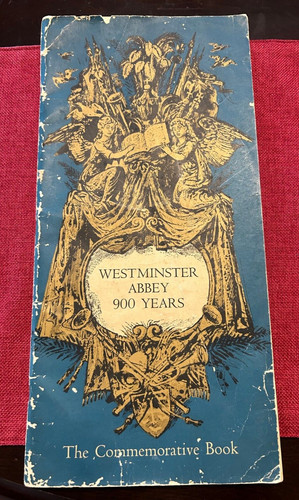 WESTMINSTER
ABBEY
900 YEARS
The Commemorative Book